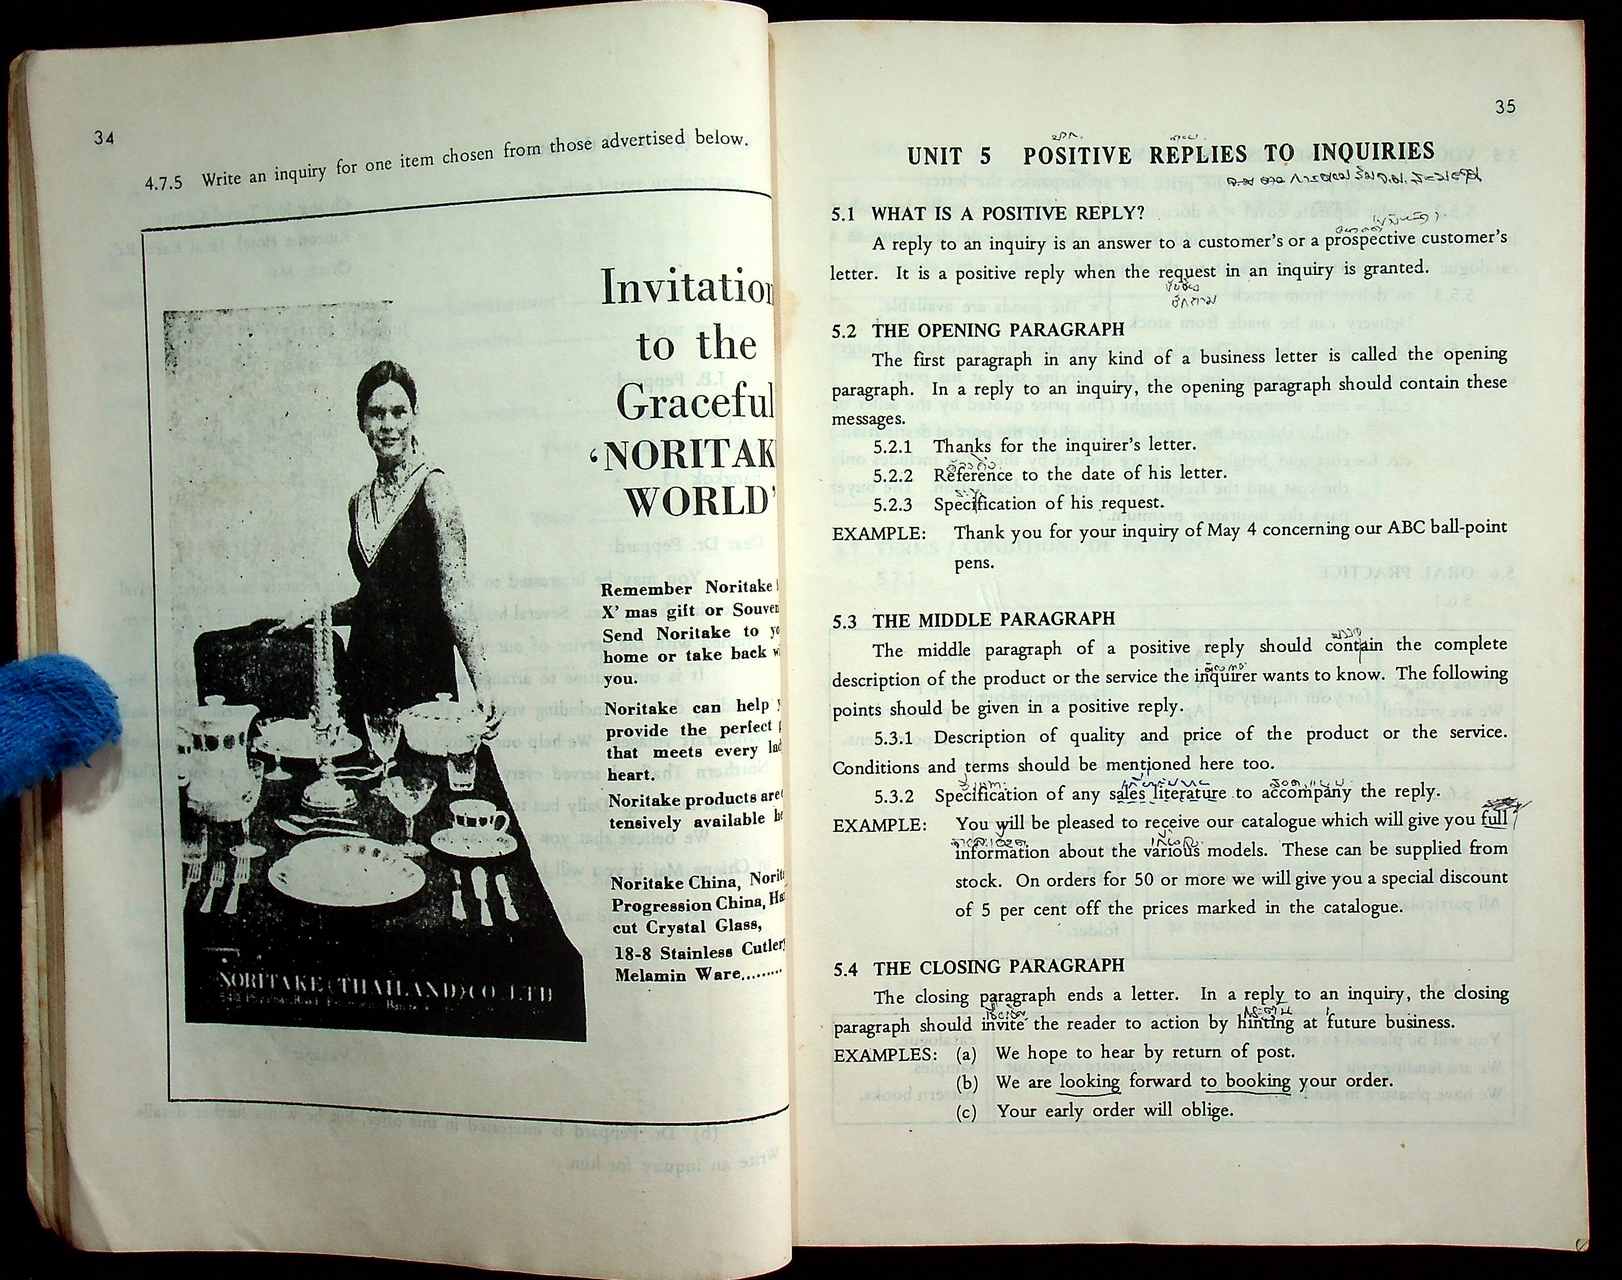 34
4.7.5 Write an inquiry for one item chosen from those advertised below.
Invitation
to the
Graceful
‘NORITAK
WORLD’
Remember Noritake
X’mas gift or Souven
Send Noritake to yo
home or take back
you.
Noritake can help
provide the perfect
that meets every
heart.
Noritake products are
tensively available
Noritake China,
Progression China,
cut Crystal Glass,
18-8 Stainless Cutlery
Melamin Ware.........
NORITAKE (THAILAND) CO. LTD
35
UNIT 5 POSITIVE REPLIES TO INQUIRIES
5.1 WHAT IS A POSITIVE REPLY?
A reply to an inquiry is an answer to a customer’s or a prospective customer’s
letter. It is a positive reply when the request in an inquiry is granted.
5.2 THE OPENING PARAGRAPH
The first paragraph in any kind of a business letter is called the opening
paragraph. In a reply to an inquiry, the opening paragraph should contain these
messages.
5.2.1 Thanks for the inquirer’s letter.
5.2.2 Reference to the date of his letter.
5.2.3 Specification of his request.
EXAMPLE: Thank you for your inquiry of May 4 concerning our ABC ball-point
pens.
5.3 THE MIDDLE PARAGRAPH
The middle paragraph of a positive reply should contain the complete
description of the product or the service the inquirer wants to know. The following
points should be given in a positive reply.
5.3.1 Description of quality and price of the product or the service.
Conditions and terms should be mentioned here too.
5.3.2 Specification of any sales literature to accompany the reply.
EXAMPLE: You will be pleased to receive our catalogue which will give you full
information about the various models. These can be supplied from
stock. On orders for 50 or more we will give you a special discount
of 5 per cent off the prices marked in the catalogue.
5.4 THE CLOSING PARAGRAPH
The closing paragraph ends a letter. In a reply to an inquiry, the closing
paragraph should invite the reader to action by hinting at future business.
EXAMPLES: (a) We hope to hear by return of post.
(b) We are looking forward to booking your order.
(c) Your early order will oblige.